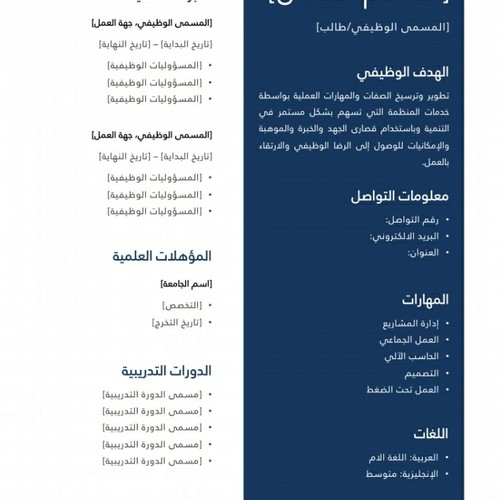 [المسمى الوظيفي/طالب]
الهدف الوظيفي
تطوير وترسيخ الصفات والمهارات العملية بواسطة
خدمات المنظمة التي تسهم بشكل مستمر في
التنمية وباستخدام قصارى الجهد والخبرة والموهبة
والإمكانيات للوصول إلى الرضا الوظيفي والارتقاء
بالعمل.
معلومات التواصل
• رقم التواصل:
• البريد الالكتروني:
• العنوان:
المهارات
• إدارة المشاريع
• العمل الجماعي
• الحاسب الآلي
• التصميم
• العمل تحت الضغط
اللغات
• العربية: اللغة الام
• الإنجليزية: متوسط
[المسمى الوظيفي، جهة العمل]
[تاريخ البداية] – [تاريخ النهاية]
• [المسؤوليات الوظيفية]
• [المسؤوليات الوظيفية]
• [المسؤوليات الوظيفية]
[المسمى الوظيفي، جهة العمل]
[تاريخ البداية] – [تاريخ النهاية]
• [المسؤوليات الوظيفية]
• [المسؤوليات الوظيفية]
• [المسؤوليات الوظيفية]
المؤهلات العلمية
[اسم الجامعة]
• [التخصص]
• [تاريخ التخرج]
الدورات التدريبية
• [مسمى الدورة التدريبية]
• [مسمى الدورة التدريبية]
• [مسمى الدورة التدريبية]
• [مسمى الدورة التدريبية]
• [مسمى الدورة التدريبية]